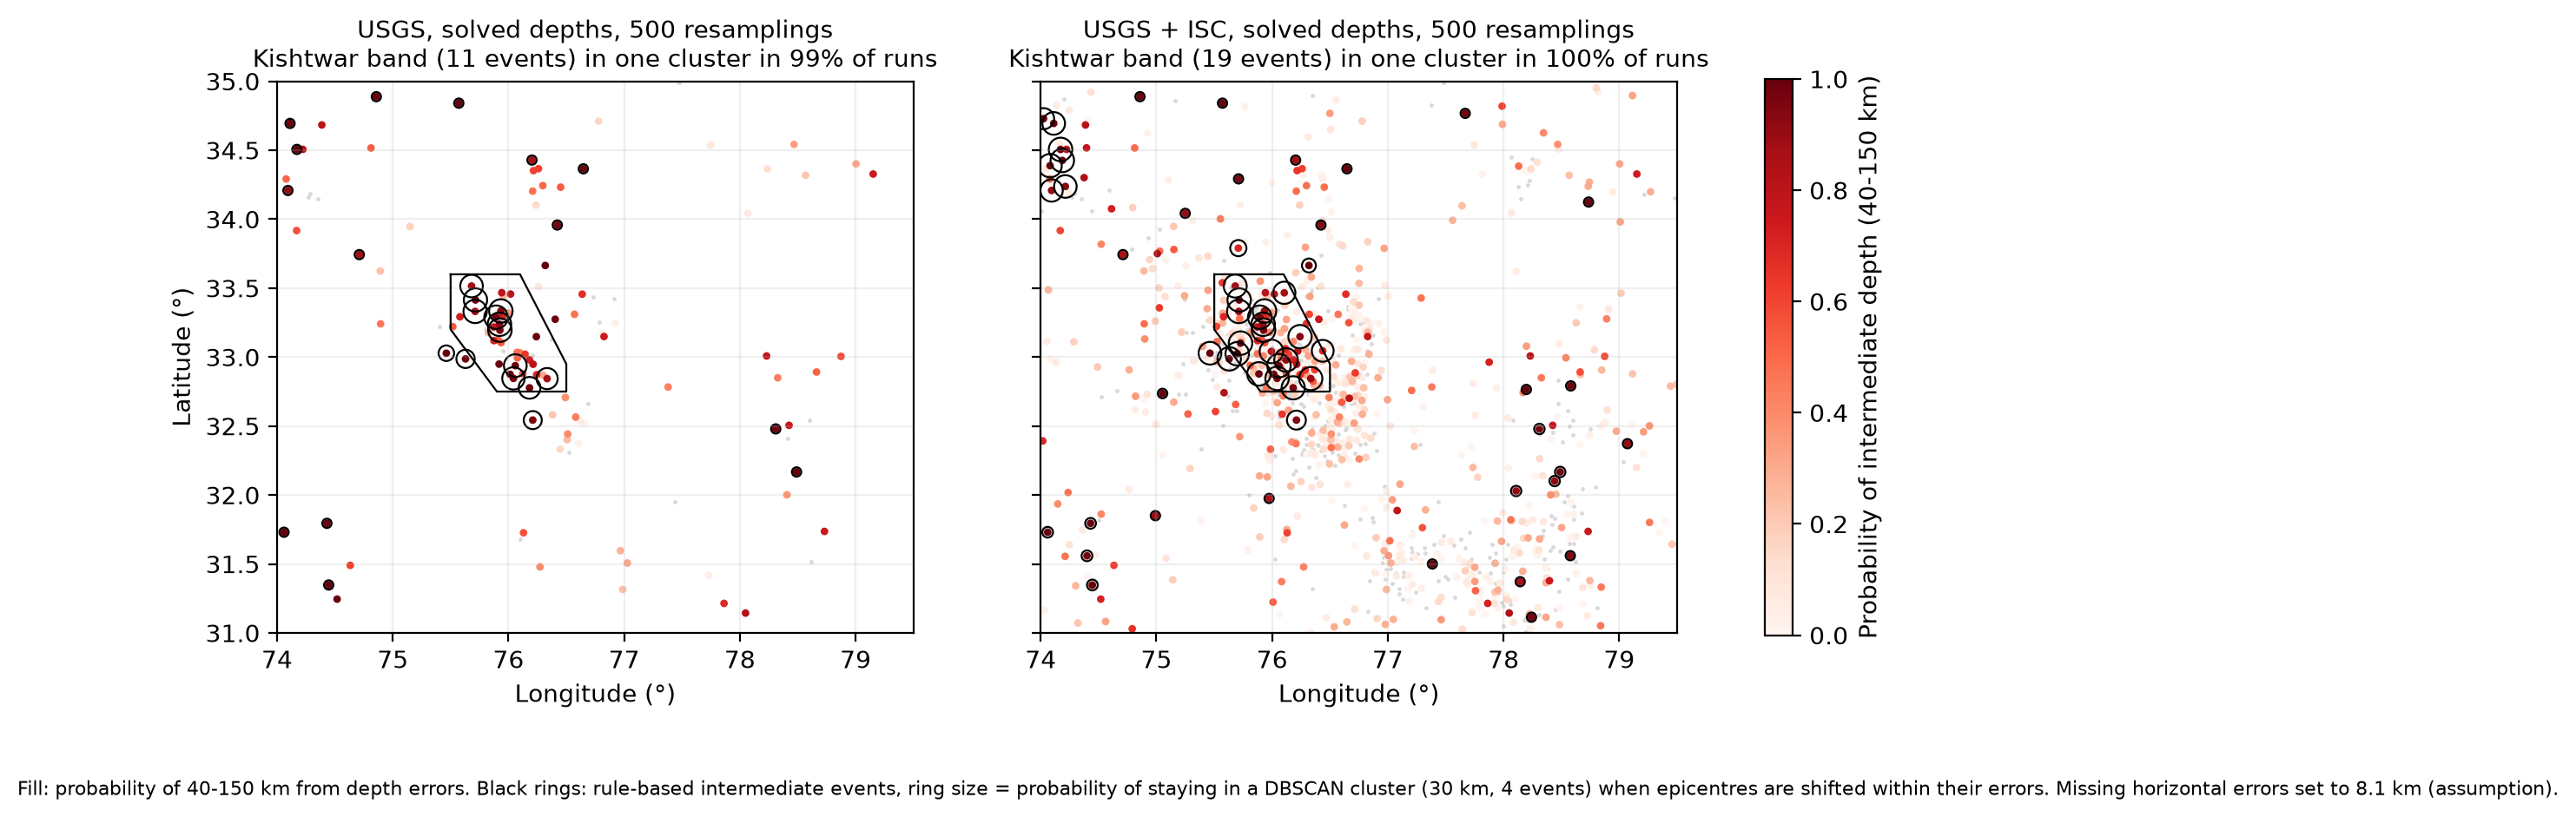 USGS, solved depths, 500 resamplings
Kishtwar band (11 events) in one cluster in 99% of runs
35.0
34.5
34.0
33.5
33.0
32.5
32.0
31.5
31.0
Latitude (°)
74 75 76 77 78 79
Longitude (°)
USGS + ISC, solved depths, 500 resamplings
Kishtwar band (19 events) in one cluster in 100% of runs
74 75 76 77 78 79
Longitude (°)
1.0
0.8
0.6
0.4
0.2
0.0
Probability of intermediate depth (40-150 km)
Fill: probability of 40-150 km from depth errors. Black rings: rule-based intermediate events, ring size = probability of staying in a DBSCAN cluster (30 km, 4 events) when epicentres are shifted within their errors. Missing horizontal errors set to 8.1 km (assumption).